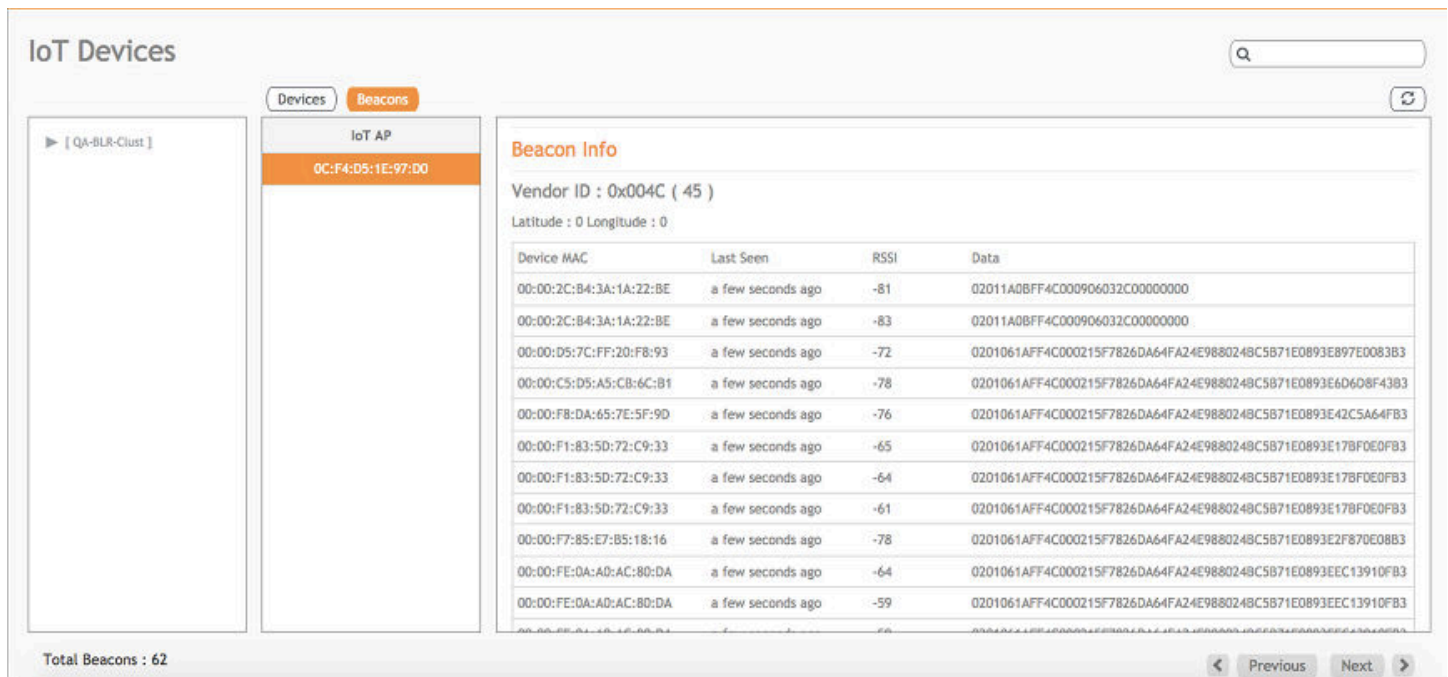 IoT Devices
Devices Beacons
[ QA-BLR-Clust ]
IoT AP
0C:F4:D5:1E:97:D0
Beacon Info
Vendor ID : 0x004C ( 45 )
Latitude : 0 Longitude : 0
Device MAC Last Seen RSSI Data
00:00:2C:B4:3A:1A:22:BE a few seconds ago -81 02011A0BFF4C000906032C00000000
00:00:2C:B4:3A:1A:22:BE a few seconds ago -83 02011A0BFF4C000906032C00000000
00:00:D5:7C:FF:20:F8:93 a few seconds ago -72 0201061AFF4C000215F7826DA64FA24E988024BC5B71E0893E897E0083B3
00:00:C5:D5:A5:CB:6C:B1 a few seconds ago -78 0201061AFF4C000215F7826DA64FA24E988024BC5B71E0893E6D6D8F43B3
00:00:F8:DA:65:7E:5F:9D a few seconds ago -76 0201061AFF4C000215F7826DA64FA24E988024BC5B71E0893E42C5A64FB3
00:00:F1:83:5D:72:C9:33 a few seconds ago -65 0201061AFF4C000215F7826DA64FA24E988024BC5B71E0893E17BF0E0FB3
00:00:F1:83:5D:72:C9:33 a few seconds ago -64 0201061AFF4C000215F7826DA64FA24E988024BC5B71E0893E17BF0E0FB3
00:00:F1:83:5D:72:C9:33 a few seconds ago -61 0201061AFF4C000215F7826DA64FA24E988024BC5B71E0893E17BF0E0FB3
00:00:F7:85:E7:B5:18:16 a few seconds ago -78 0201061AFF4C000215F7826DA64FA24E988024BC5B71E0893E2F870E08B3
00:00:FE:0A:A0:AC:80:DA a few seconds ago -64 0201061AFF4C000215F7826DA64FA24E988024BC5B71E0893EEC13910FB3
00:00:FE:0A:A0:AC:80:DA a few seconds ago -59 0201061AFF4C000215F7826DA64FA24E988024BC5B71E0893EEC13910FB3
Total Beacons : 62
Previous Next